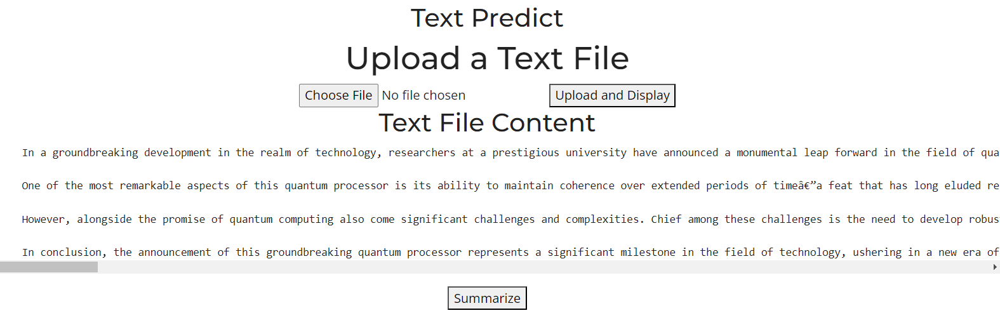 Text Predict
Upload a Text File
Choose File No file chosen Upload and Display
Text File Content
In a groundbreaking development in the realm of technology, researchers at a prestigious university have announced a monumental leap forward in the field of qua
One of the most remarkable aspects of this quantum processor is its ability to maintain coherence over extended periods of timeâ€”a feat that has long eluded re
However, alongside the promise of quantum computing also come significant challenges and complexities. Chief among these challenges is the need to develop robus
In conclusion, the announcement of this groundbreaking quantum processor represents a significant milestone in the field of technology, ushering in a new era of
Summarize